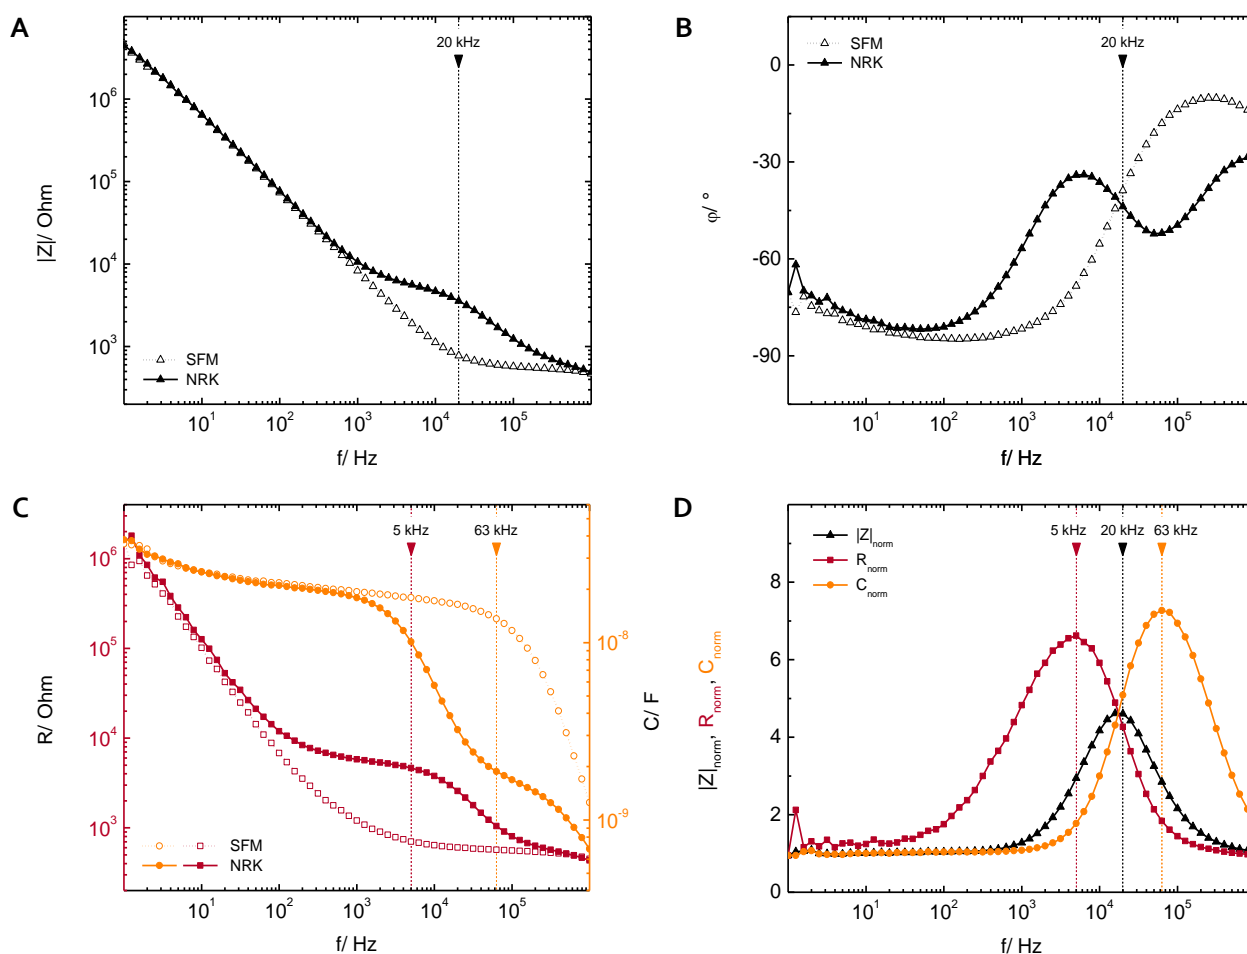 A
20 kHz
10^6
10^5
10^4
10^3
|Z|/ Ohm
SFM
NRK
10^1 10^2 10^3 10^4 10^5
f/ Hz
B
SFM
NRK
20 kHz
0
-30
-60
-90
φ/ °
10^1 10^2 10^3 10^4 10^5
f/ Hz
C
5 kHz 63 kHz
10^6
10^5
10^4
10^3
R/ Ohm
10^-8
10^-9
C/ F
SFM
NRK
10^1 10^2 10^3 10^4 10^5
f/ Hz
D
5 kHz 20 kHz 63 kHz
|Z|norm
Rnorm
Cnorm
8
6
4
2
0
|Z|norm, Rnorm, Cnorm
10^1 10^2 10^3 10^4 10^5
f/ Hz